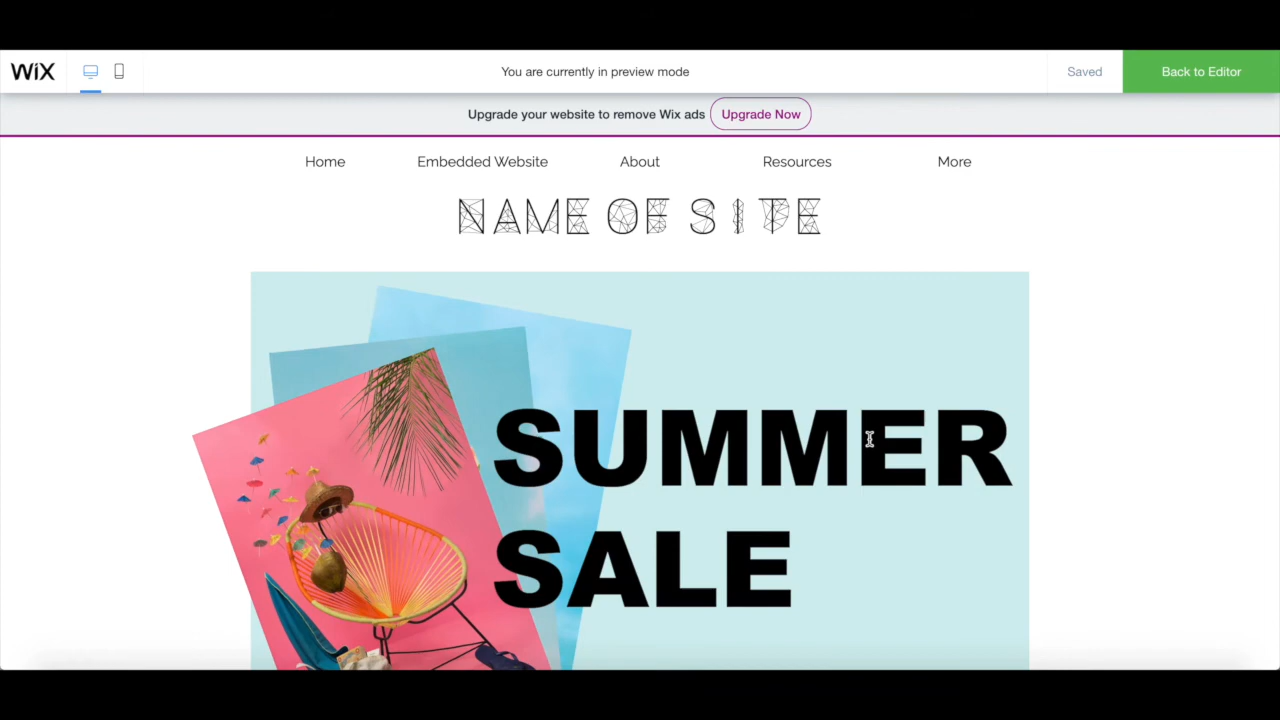 WiX
You are currently in preview mode
Saved
Back to Editor
Upgrade your website to remove Wix ads
Upgrade Now
Home
Embedded Website
About
Resources
More
NAME OF SITE
SUMMER
SALE